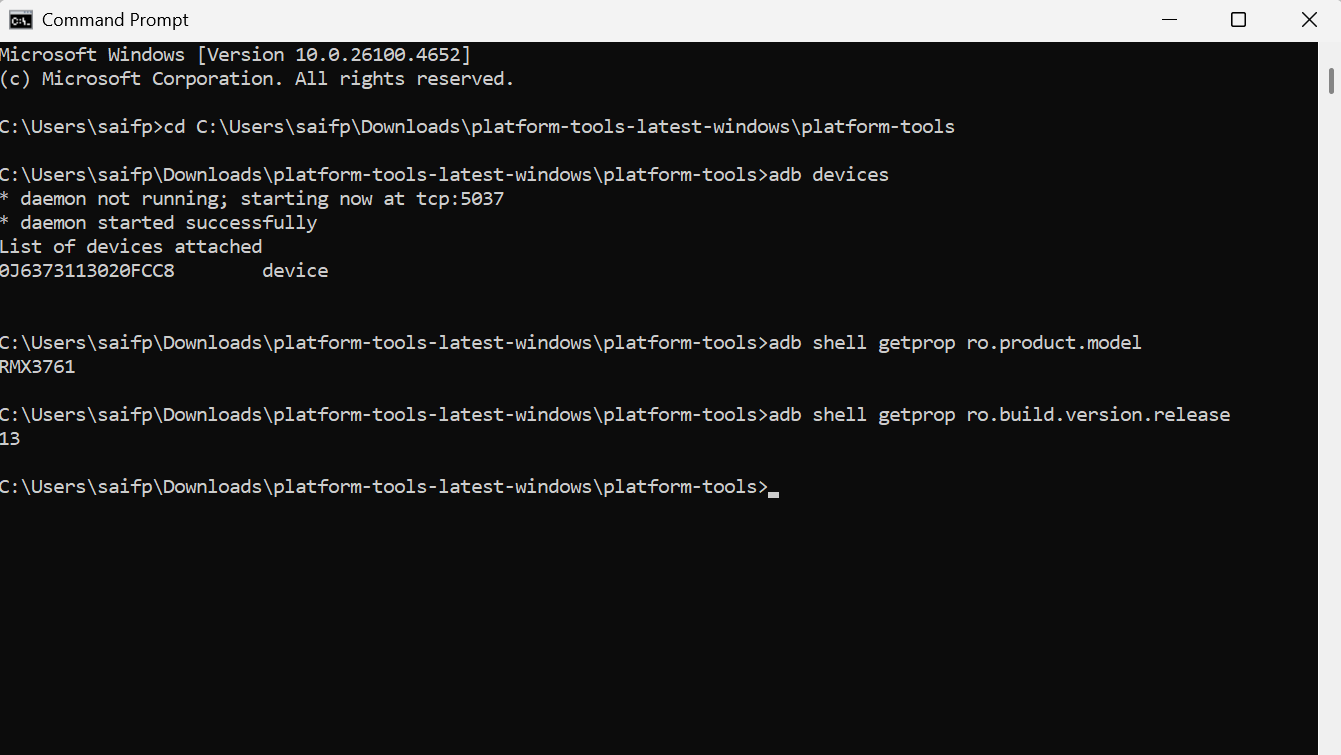 Command Prompt
Microsoft Windows [Version 10.0.26100.4652]
(c) Microsoft Corporation. All rights reserved.
C:\Users\saifp>cd C:\Users\saifp\Downloads\platform-tools-latest-windows\platform-tools
C:\Users\saifp\Downloads\platform-tools-latest-windows\platform-tools>adb devices
* daemon not running; starting now at tcp:5037
* daemon started successfully
List of devices attached
0J6373113020FCC8        device
C:\Users\saifp\Downloads\platform-tools-latest-windows\platform-tools>adb shell getprop ro.product.model
RMX3761
C:\Users\saifp\Downloads\platform-tools-latest-windows\platform-tools>adb shell getprop ro.build.version.release
13
C:\Users\saifp\Downloads\platform-tools-latest-windows\platform-tools>